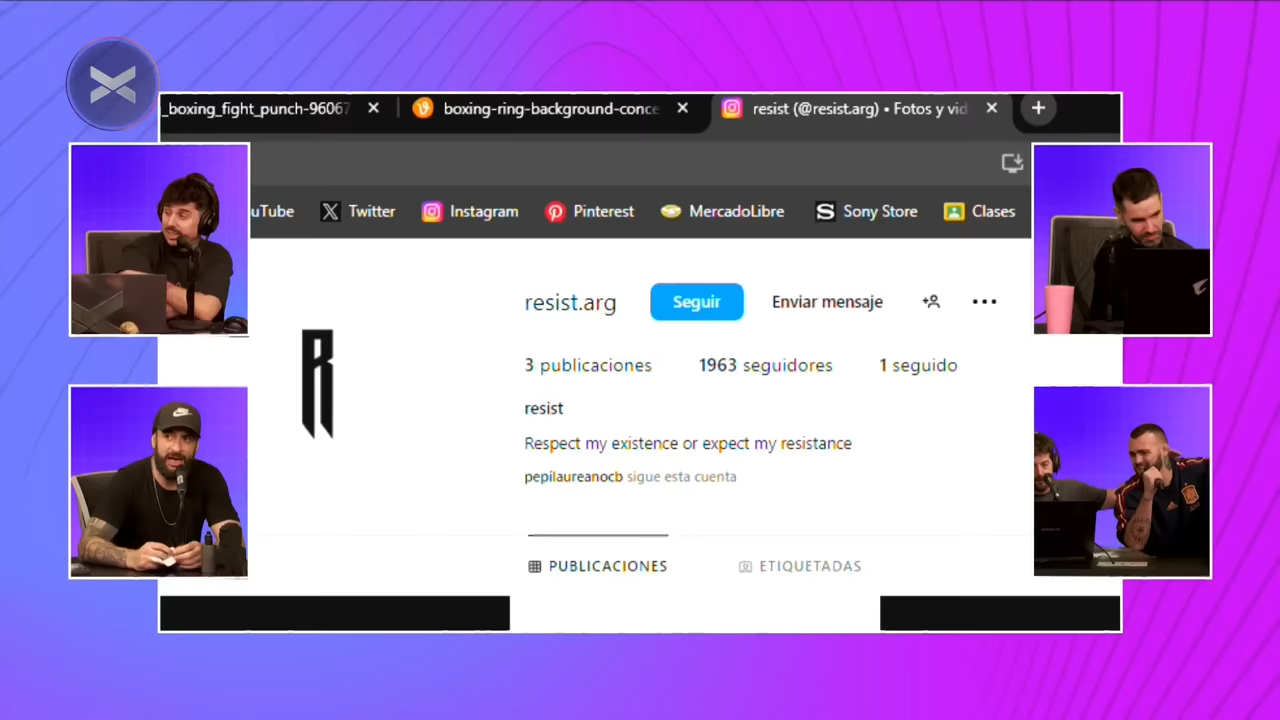 _boxing_fight_punch-96067
boxing-ring-background-conce
resist (@resist.arg) • Fotos y vid
uTube
Twitter
Instagram
Pinterest
MercadoLibre
Sony Store
Clases
resist.arg
Seguir
Enviar mensaje
3 publicaciones
1963 seguidores
1 seguido
resist
Respect my existence or expect my resistance
pepilaureanocb sigue esta cuenta
PUBLICACIONES
ETIQUETADAS